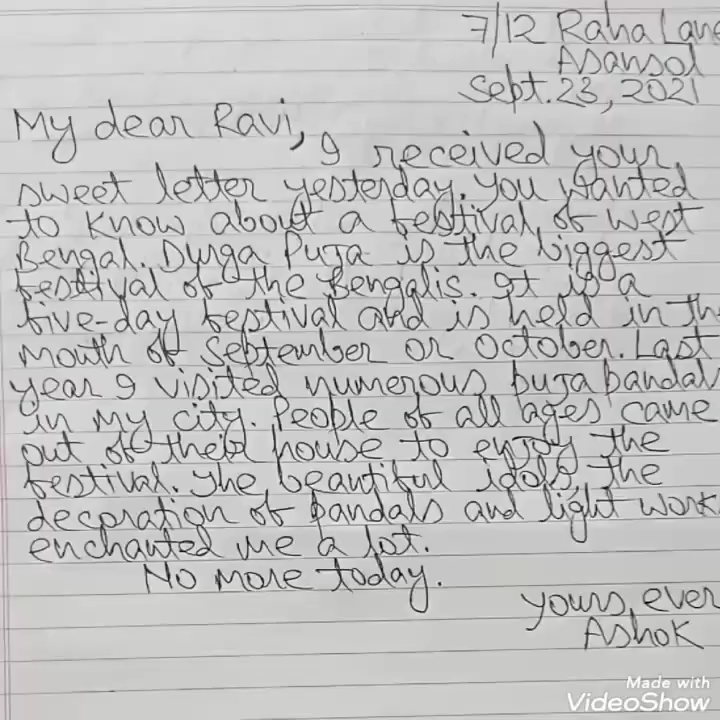 7/12 Raha Lane
Asansol
Sept. 23, 2021
My dear Ravi,
I received your
sweet letter yesterday. You wanted
to know about a festival of West
Bengal. Durga Puja is the biggest
festival of the Bengalis. It is a
five-day festival and is held in the
month of September or October. Last
year I visited numerous puja pandals
in my city. People of all ages came
out of their house to enjoy the
festival. The beautiful idols, the
decoration of pandals and light work
enchanted me a lot.
No more today.
yours ever
Ashok
Made with
VideoShow